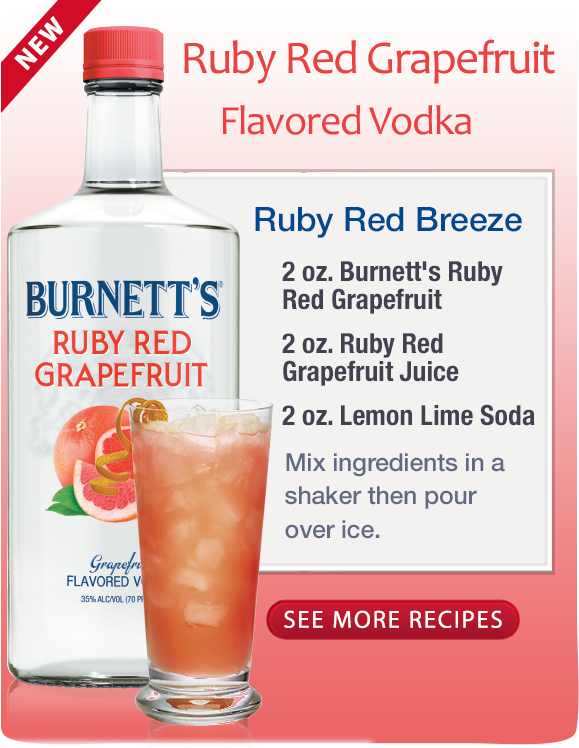 NEW
Ruby Red Grapefruit
Flavored Vodka
Ruby Red Breeze
2 oz. Burnett's Ruby
Red Grapefruit
2 oz. Ruby Red
Grapefruit Juice
2 oz. Lemon Lime Soda
Mix ingredients in a
shaker then pour
over ice.
SEE MORE RECIPES
BURNETT'S
RUBY RED
GRAPEFRUIT
FLAVORED
35% ALC/VOL (70